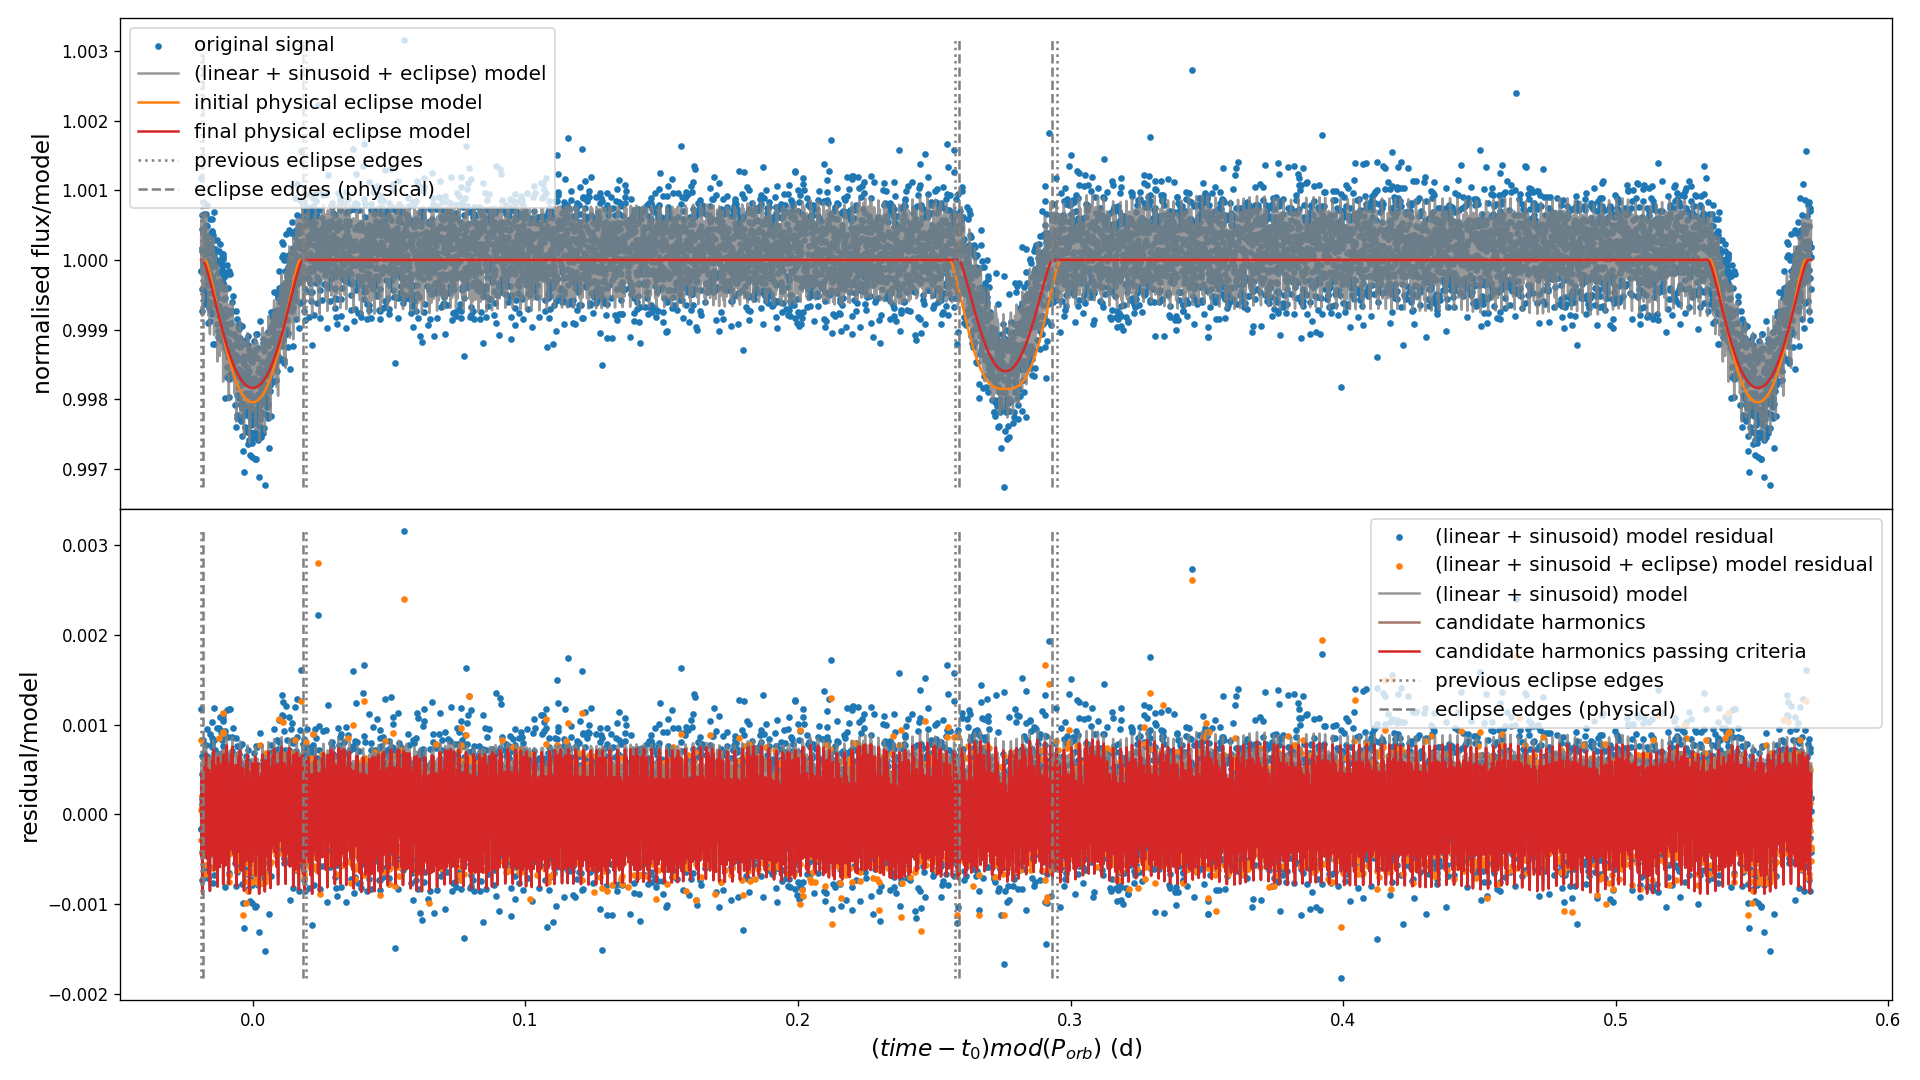 1.003
1.002
1.001
1.000
0.999
0.998
0.997
normalised flux/model
original signal
(linear + sinusoid + eclipse) model
initial physical eclipse model
final physical eclipse model
previous eclipse edges
eclipse edges (physical)
0.003
0.002
0.001
0.000
−0.001
−0.002
residual/model
(linear + sinusoid) model residual
(linear + sinusoid + eclipse) model residual
(linear + sinusoid) model
candidate harmonics
candidate harmonics passing criteria
previous eclipse edges
eclipse edges (physical)
0.0 0.1 0.2 0.3 0.4 0.5 0.6
(time − t₀)mod(P_orb) (d)